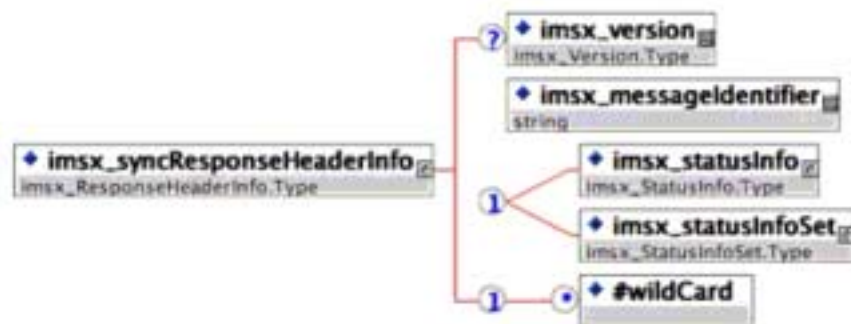 ?
imsx_version
imsx_Version.Type
imsx_messageIdentifier
string
imsx_syncResponseHeaderInfo
imsx_ResponseHeaderInfo.Type
1
imsx_statusInfo
imsx_StatusInfo.Type
imsx_statusInfoSet
imsx_StatusInfoSet.Type
1
*
#wildCard